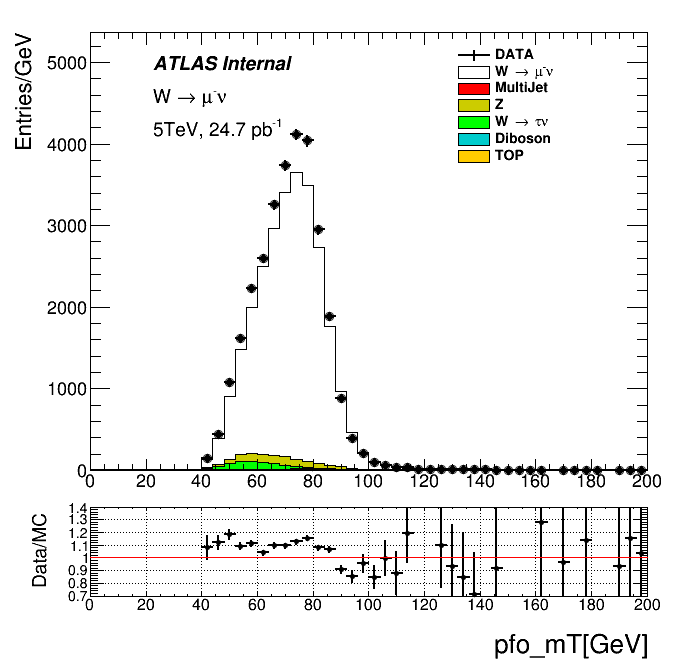 Entries/GeV
5000
4000
3000
2000
1000
0
ATLAS Internal
W → μ⁻ν
5TeV, 24.7 pb⁻¹
DATA
W → μ⁻ν
MultiJet
Z
W → τν
Diboson
TOP
0 20 40 60 80 100 120 140 160 180 200
Data/MC
1.4
1.3
1.2
1.1
1
0.9
0.8
0.7
0 20 40 60 80 100 120 140 160 180 200
pfo_mT[GeV]